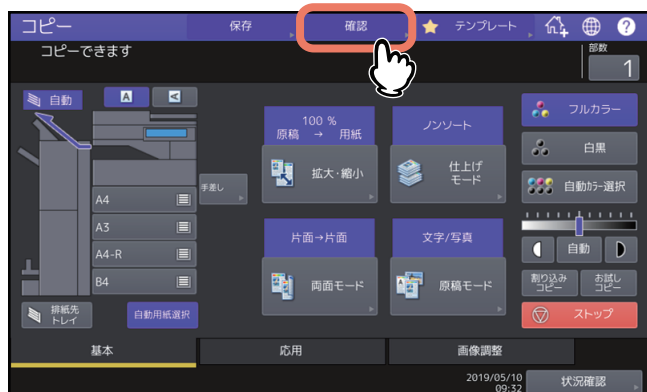 コピー
保存
確認
テンプレート
?
コピーできます
部数
1
自動
A
A
100 %
原稿 → 用紙
ノンソート
フルカラー
拡大・縮小
仕上げ
モード
白黒
手差し
自動カラー選択
A4
A3
A4-R
B4
片面→片面
文字/写真
自動
両面モード
原稿モード
割り込み
コピー
お試し
コピー
排紙先
トレイ
自動用紙選択
ストップ
基本
応用
画像調整
2019/05/10
09:32
状況確認